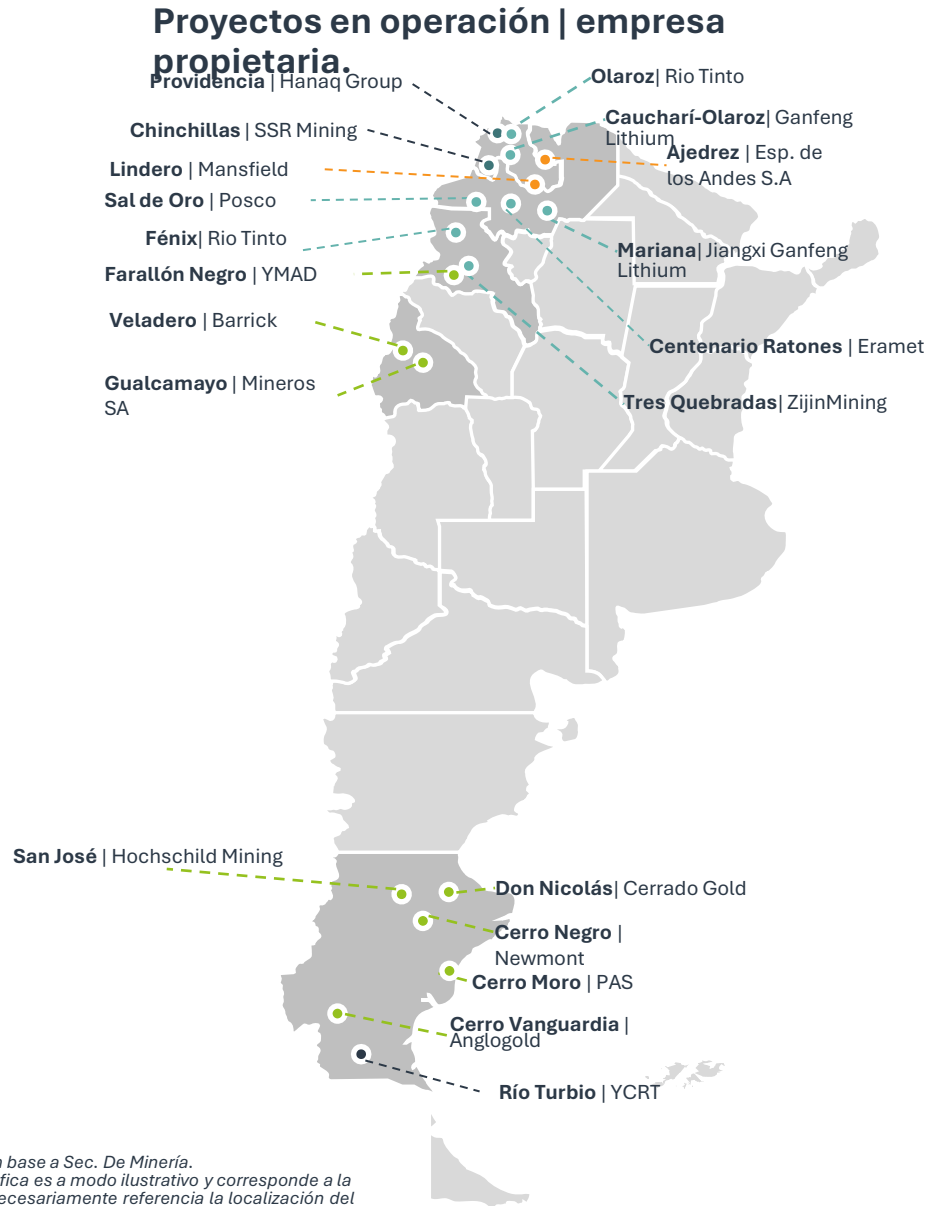 Proyectos en operación | empresa
propietaria.
Providencia | Hanaq Group
Olaroz| Rio Tinto
Chinchillas | SSR Mining
Cauchari-Olaroz| Ganfeng
Lithium
Lindero | Mansfield
Ajedrez | Esp. de
los Andes S.A
Sal de Oro | Posco
Fénix| Rio Tinto
Mariana| Jiangxi Ganfeng
Lithium
Farallón Negro | YMAD
Veladero | Barrick
Centenario Ratones | Eramet
Gualcamayo | Mineros
SA
Tres Quebradas| ZijinMining
San José | Hochschild Mining
Don Nicolás| Cerrado Gold
Cerro Negro |
Newmont
Cerro Moro | PAS
Cerro Vanguardia |
Anglogold
Río Turbio | YCRT
base a Sec. De Minería.
fica es a modo ilustrativo y corresponde a la
ecesariamente referencia la localización del